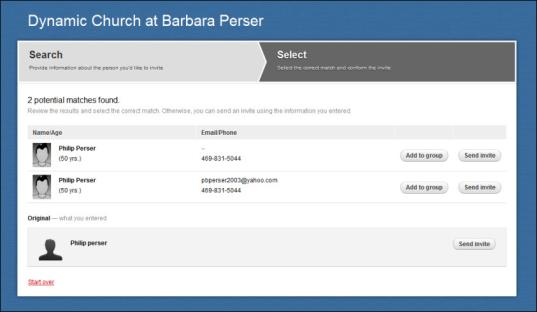 Dynamic Church at Barbara Perser
Search
Provide information about the person you'd like to invite.
Select
Select the correct match and conform the invite.
2 potential matches found.
Review the results and select the correct match. Otherwise, you can send an invite using the information you entered.
Name/Age Email/Phone
Philip Perser --
(50 yrs.) 469-831-5044 Add to group Send invite
Philip Perser pbperser2003@yahoo.com
(50 yrs.) 469-831-5044 Add to group Send invite
Original — what you entered
Philip perser Send invite
Start over